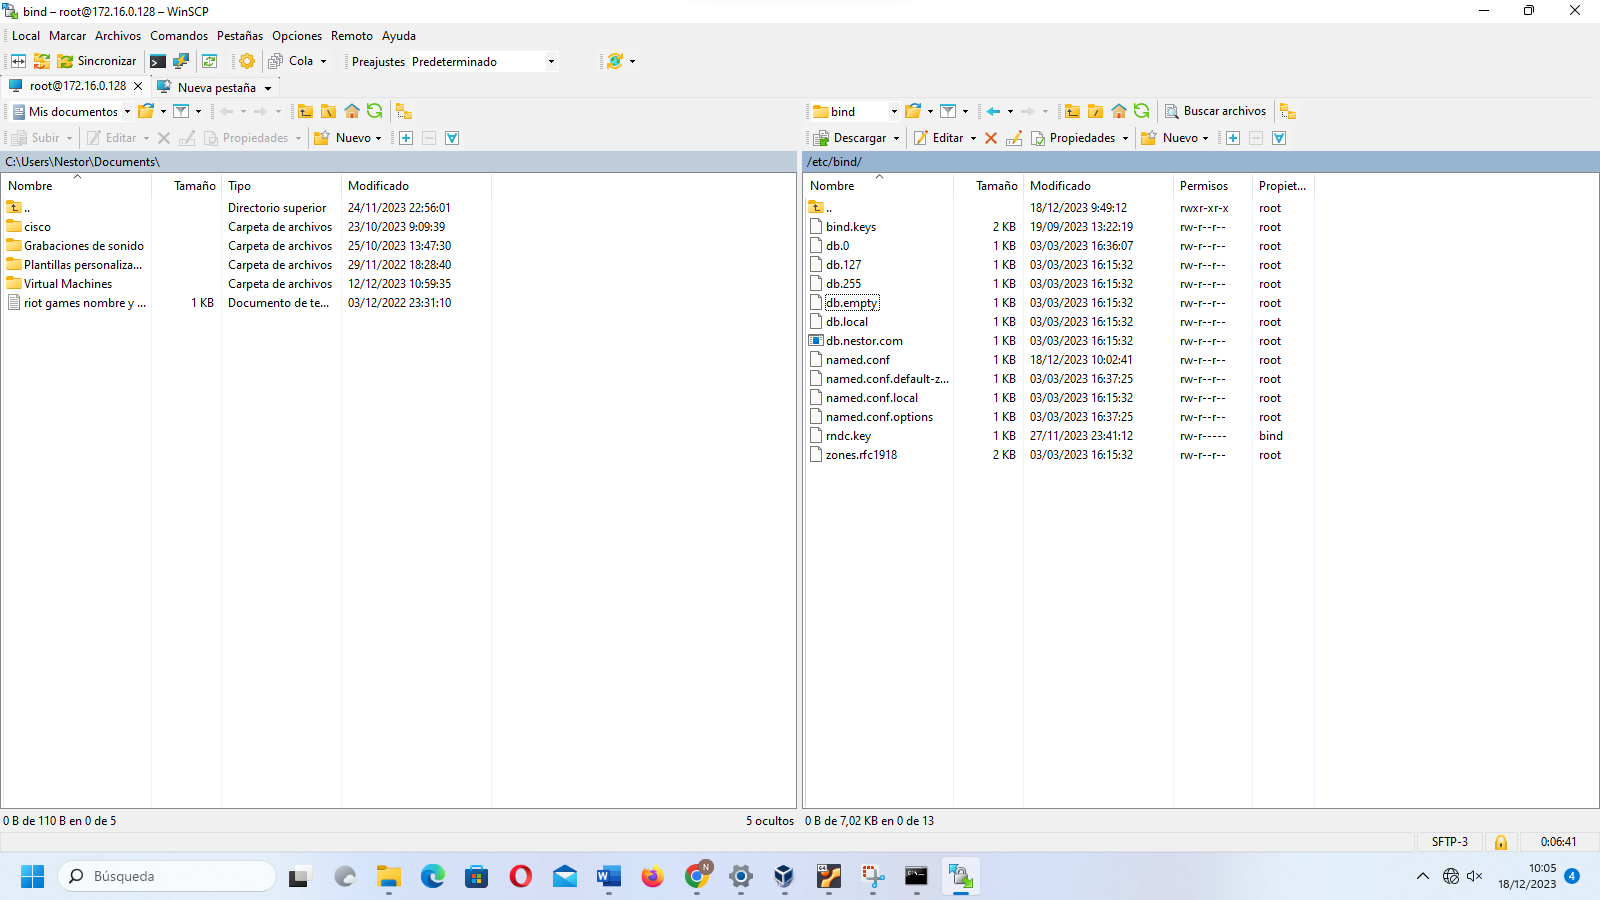 bind – root@172.16.0.128 – WinSCP
Local Marcar Archivos Comandos Pestañas Opciones Remoto Ayuda
Sincronizar Cola Preajustes Predeterminado
root@172.16.0.128 Nueva pestaña
Mis documentos bind Buscar archivos
Subir Editar Propiedades Nuevo Descargar Editar Propiedades Nuevo
C:\Users\Nestor\Documents\
Nombre Tamaño Tipo Modificado
.. Directorio superior 24/11/2023 22:56:01
cisco Carpeta de archivos 23/10/2023 9:09:39
Grabaciones de sonido Carpeta de archivos 25/10/2023 13:47:30
Plantillas personaliza... Carpeta de archivos 29/11/2022 18:28:40
Virtual Machines Carpeta de archivos 12/12/2023 10:59:35
riot games nombre y ... 1 KB Documento de te... 03/12/2022 23:31:10
/etc/bind/
Nombre Tamaño Modificado Permisos Propiet...
.. 18/12/2023 9:49:12 rwxr-xr-x root
bind.keys 2 KB 19/09/2023 13:22:19 rw-r--r-- root
db.0 1 KB 03/03/2023 16:36:07 rw-r--r-- root
db.127 1 KB 03/03/2023 16:15:32 rw-r--r-- root
db.255 1 KB 03/03/2023 16:15:32 rw-r--r-- root
db.empty 1 KB 03/03/2023 16:15:32 rw-r--r-- root
db.local 1 KB 03/03/2023 16:15:32 rw-r--r-- root
db.nestor.com 1 KB 03/03/2023 16:15:32 rw-r--r-- root
named.conf 1 KB 18/12/2023 10:02:41 rw-r--r-- root
named.conf.default-z... 1 KB 03/03/2023 16:37:25 rw-r--r-- root
named.conf.local 1 KB 03/03/2023 16:15:32 rw-r--r-- root
named.conf.options 1 KB 03/03/2023 16:37:25 rw-r--r-- root
rndc.key 1 KB 27/11/2023 23:41:12 rw-r----- bind
zones.rfc1918 2 KB 03/03/2023 16:15:32 rw-r--r-- root
0 B de 110 B en 0 de 5 5 ocultos 0 B de 7,02 KB en 0 de 13
SFTP-3 0:06:41
Búsqueda N 10:05
18/12/2023 4